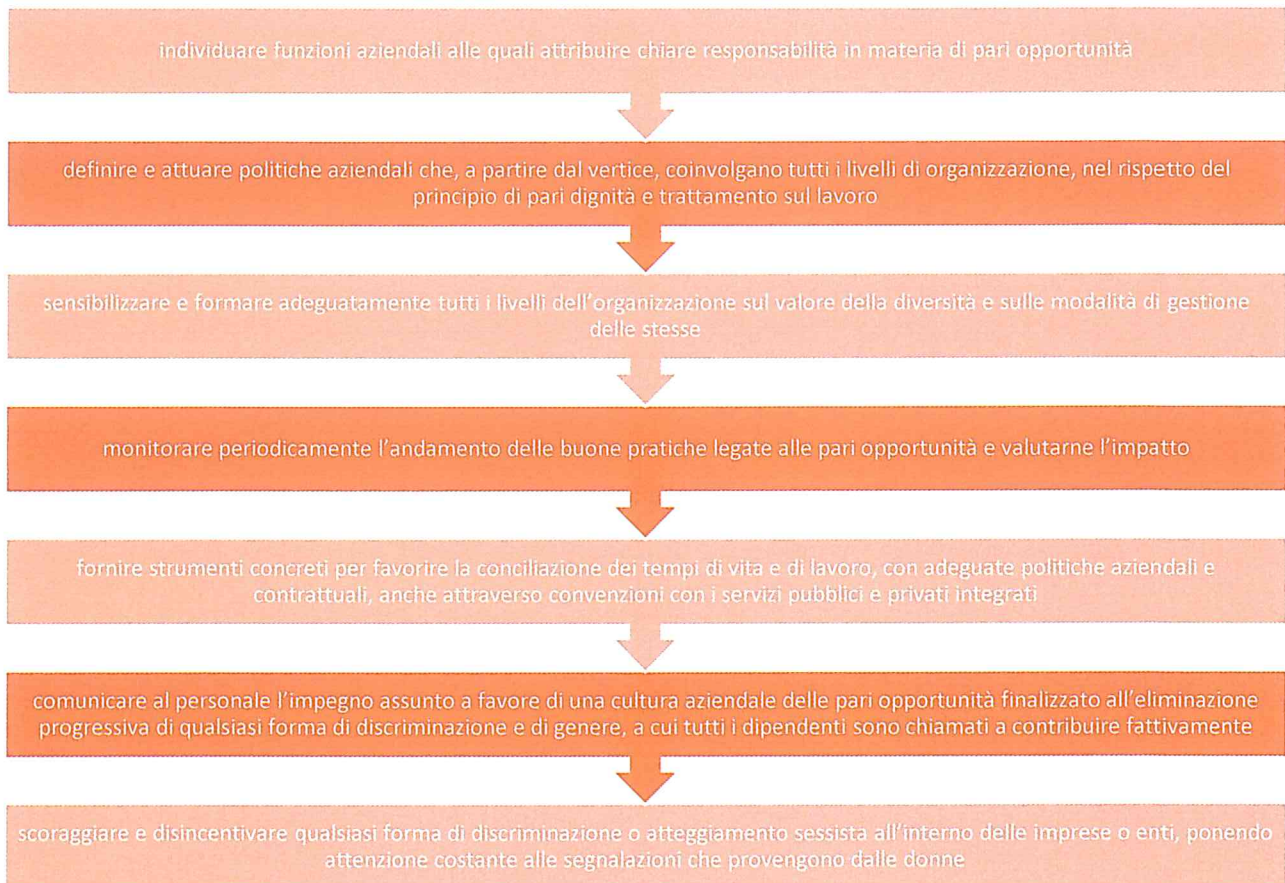 individuare funzioni aziendali alle quali attribuire chiare responsabilità in materia di pari opportunità
definire e attuare politiche aziendali che, a partire dal vertice, coinvolgano tutti i livelli di organizzazione, nel rispetto del
principio di pari dignità e trattamento sul lavoro
sensibilizzare e formare adeguatamente tutti i livelli dell'organizzazione sul valore della diversità e sulle modalità di gestione
delle stesse
monitorare periodicamente l'andamento delle buone pratiche legate alle pari opportunità e valutarne l'impatto
fornire strumenti concreti per favorire la conciliazione dei tempi di vita e di lavoro, con adeguate politiche aziendali e
contrattuali, anche attraverso convenzioni con i servizi pubblici e privati integrati
comunicare al personale l'impegno assunto a favore di una cultura aziendale delle pari opportunità finalizzato all'eliminazione
progressiva di qualsiasi forma di discriminazione e di genere, a cui tutti i dipendenti sono chiamati a contribuire fattivamente
scoraggiare e disincentivare qualsiasi forma di discriminazione o atteggiamento sessista all'interno delle imprese o enti, ponendo
attenzione costante alle segnalazioni che provengono dalle donne